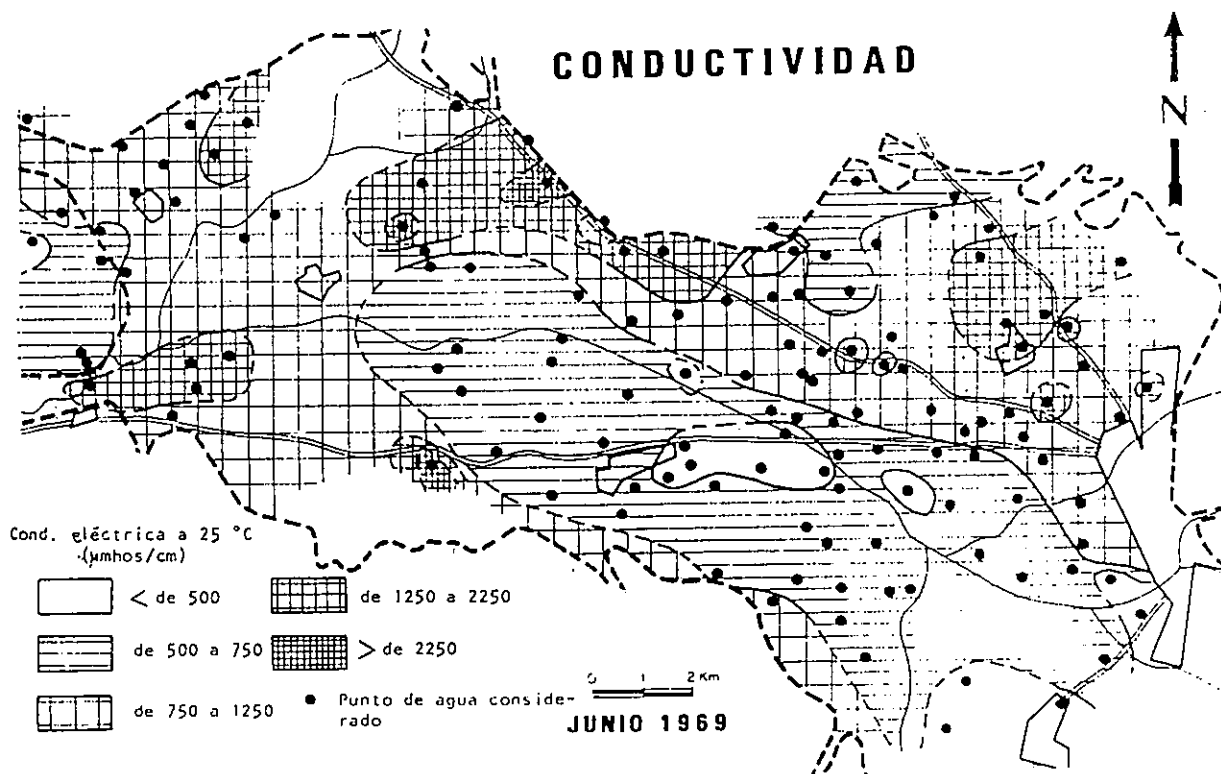 CONDUCTIVIDAD
N
Cond. eléctrica a 25 °C
(µmhos/cm)
< de 500
de 500 a 750
de 750 a 1250
de 1250 a 2250
> de 2250
Punto de agua conside-
rado
0 1 2 Km
JUNIO 1969